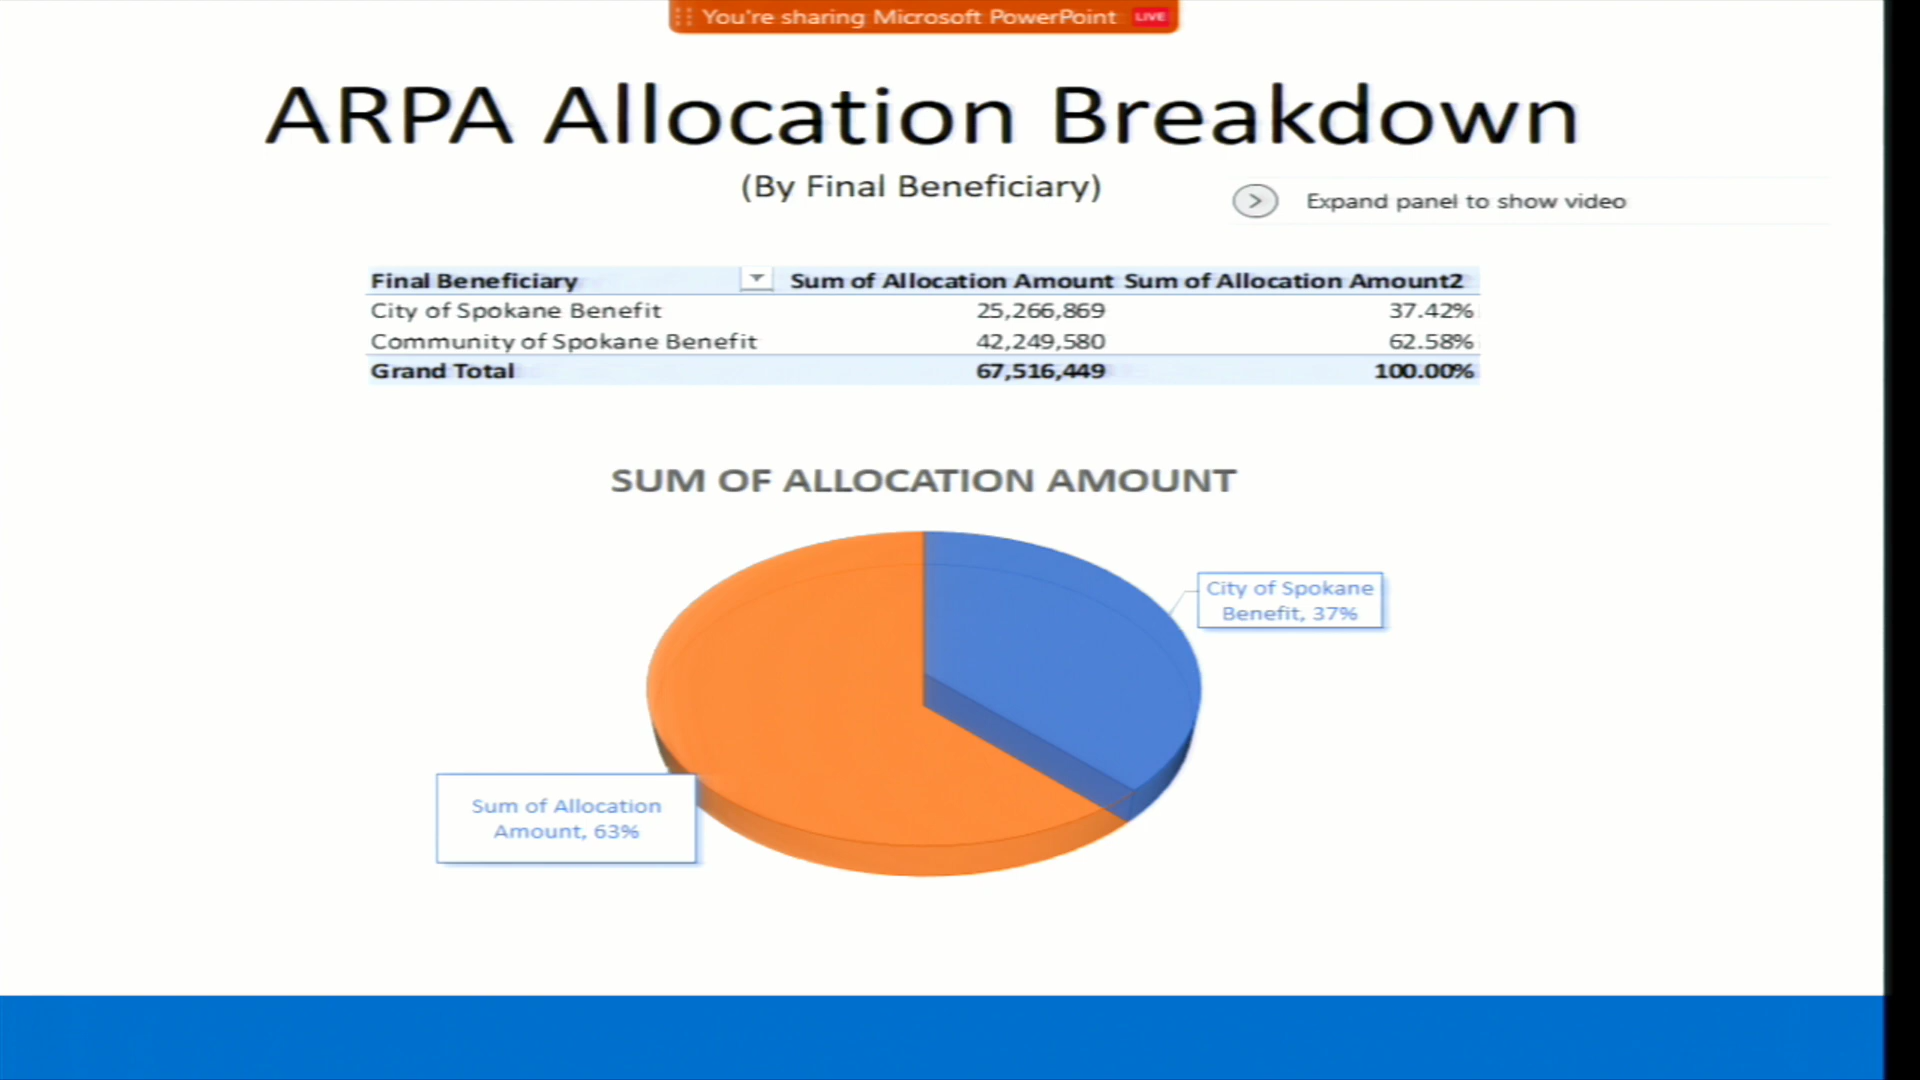 You're sharing Microsoft PowerPoint LIVE
ARPA Allocation Breakdown
(By Final Beneficiary)
Expand panel to show video
Final Beneficiary Sum of Allocation Amount Sum of Allocation Amount2
City of Spokane Benefit 25,266,869 37.42%
Community of Spokane Benefit 42,249,580 62.58%
Grand Total 67,516,449 100.00%
SUM OF ALLOCATION AMOUNT
City of Spokane
Benefit, 37%
Sum of Allocation
Amount, 63%